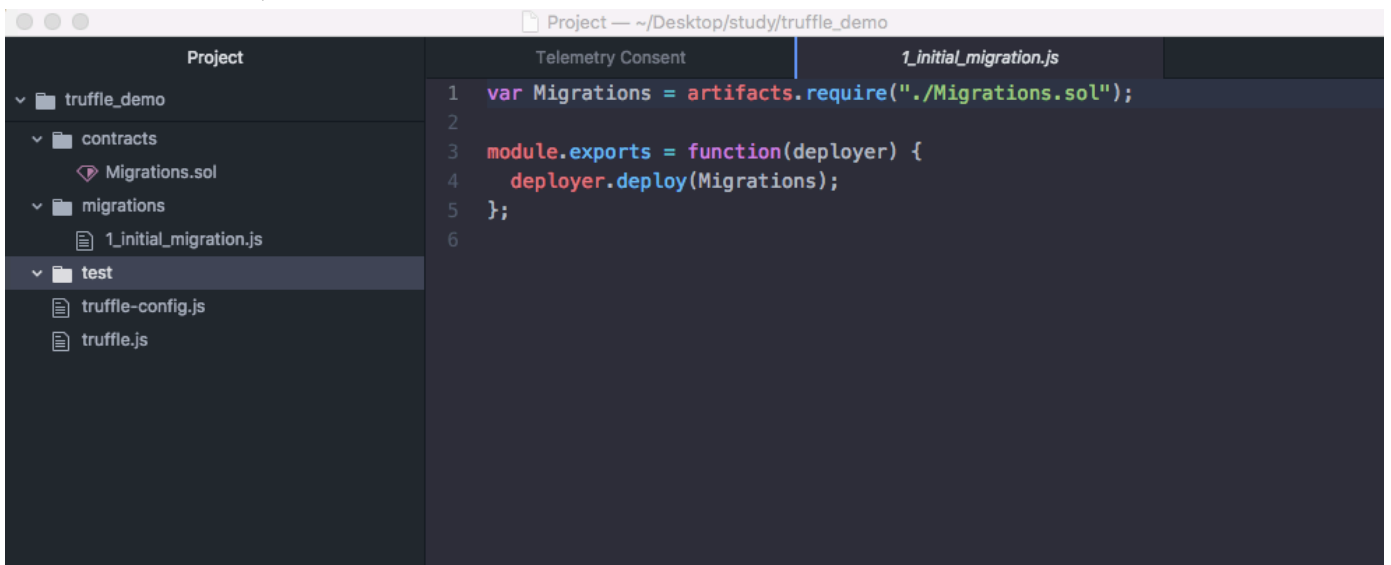 Project — ~/Desktop/study/truffle_demo
Project
truffle_demo
contracts
Migrations.sol
migrations
1_initial_migration.js
test
truffle-config.js
truffle.js
Telemetry Consent
1_initial_migration.js
1 var Migrations = artifacts.require("./Migrations.sol");
2
3 module.exports = function(deployer) {
4   deployer.deploy(Migrations);
5 };
6